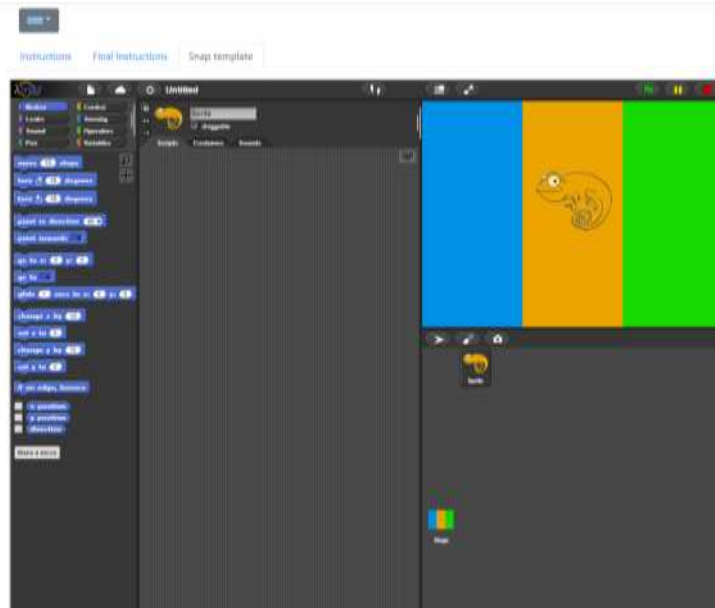 Instructions Final Instructions Snap template
Untitled
Motion Control
Looks Sensing
Sound Operators
Pen Variables
Sprite
draggable
Scripts Costumes Sounds
move 10 steps
turn 15 degrees
turn 15 degrees
point in direction 90
point towards
go to x: 0 y: 0
go to
glide 1 secs to x: 0 y: 0
change x by 10
set x to 0
change y by 10
set y to 0
if on edge, bounce
x position
y position
direction
Make a block
Sprite
Stage